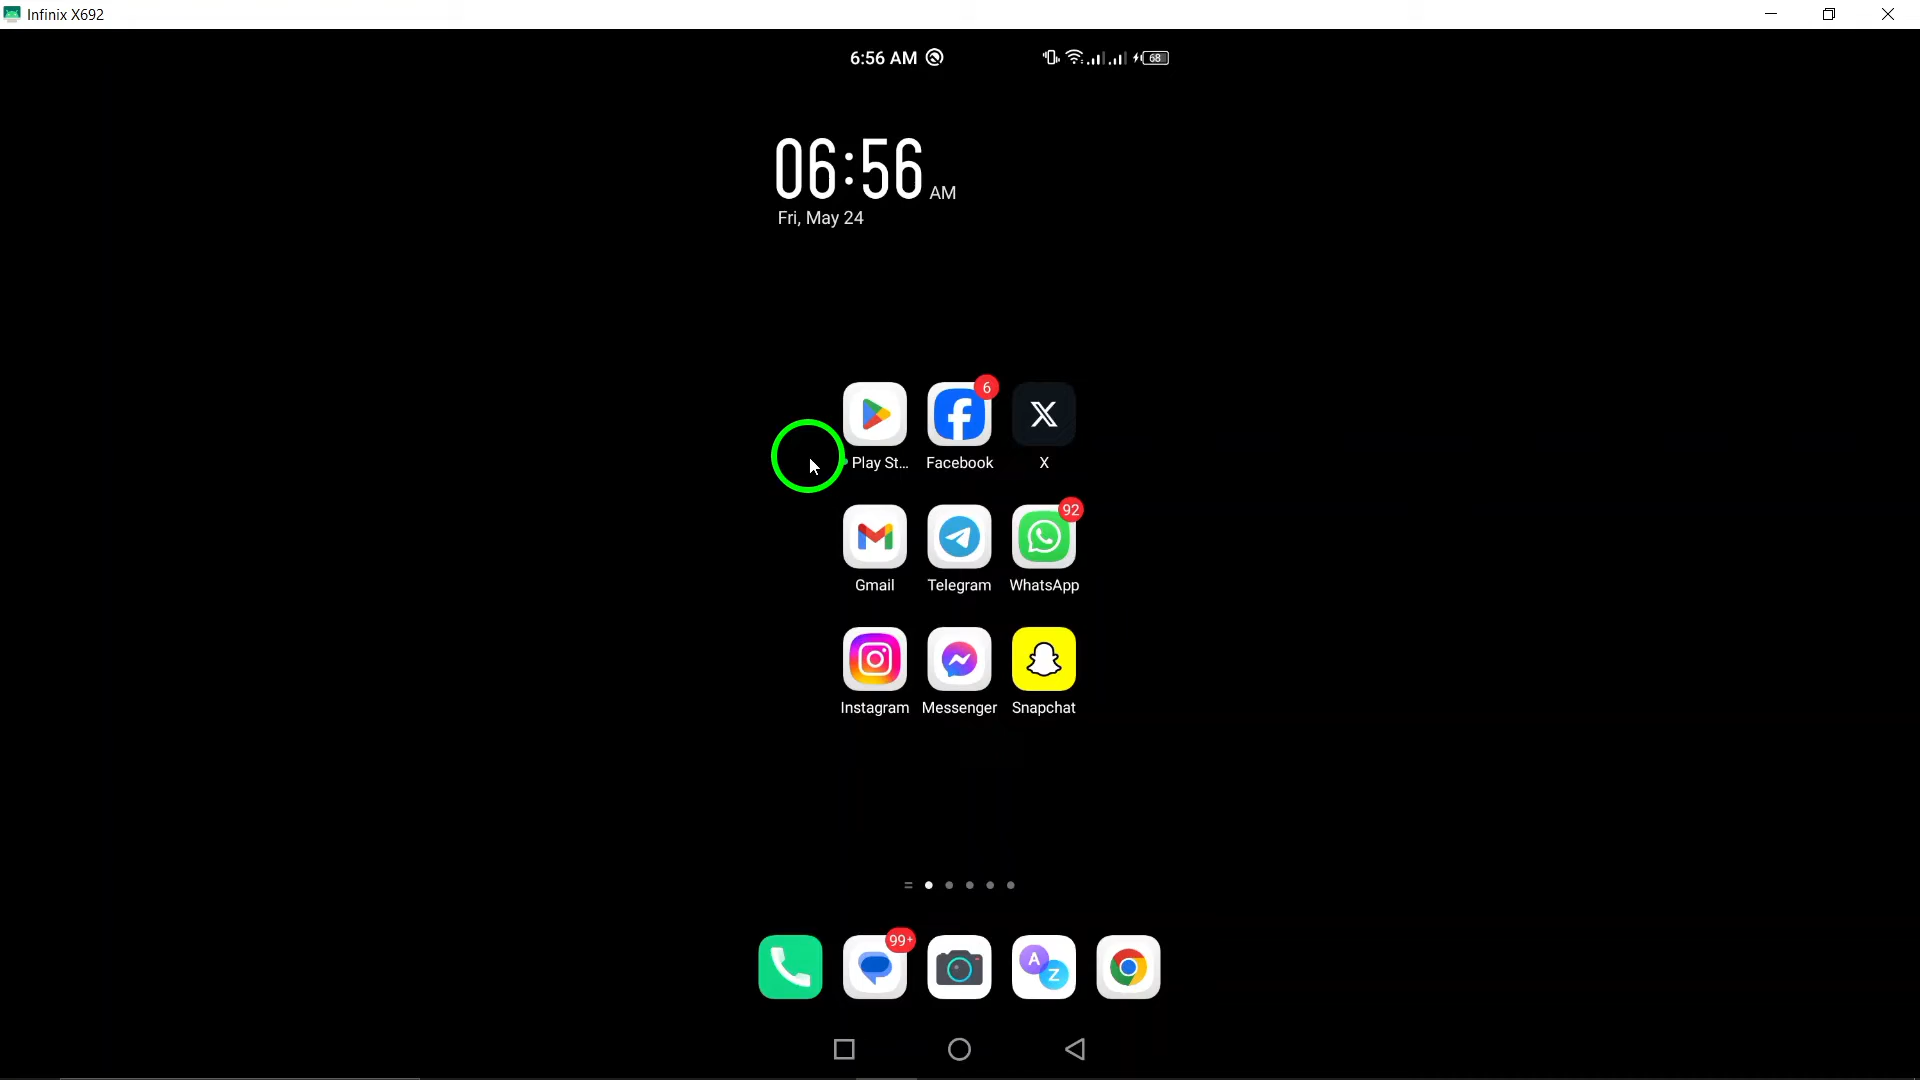 Infinix X692
6:56 AM
68
06:56 AM
Fri, May 24
6
Play St... Facebook X
92
Gmail Telegram WhatsApp
Instagram Messenger Snapchat
99+
A
Z